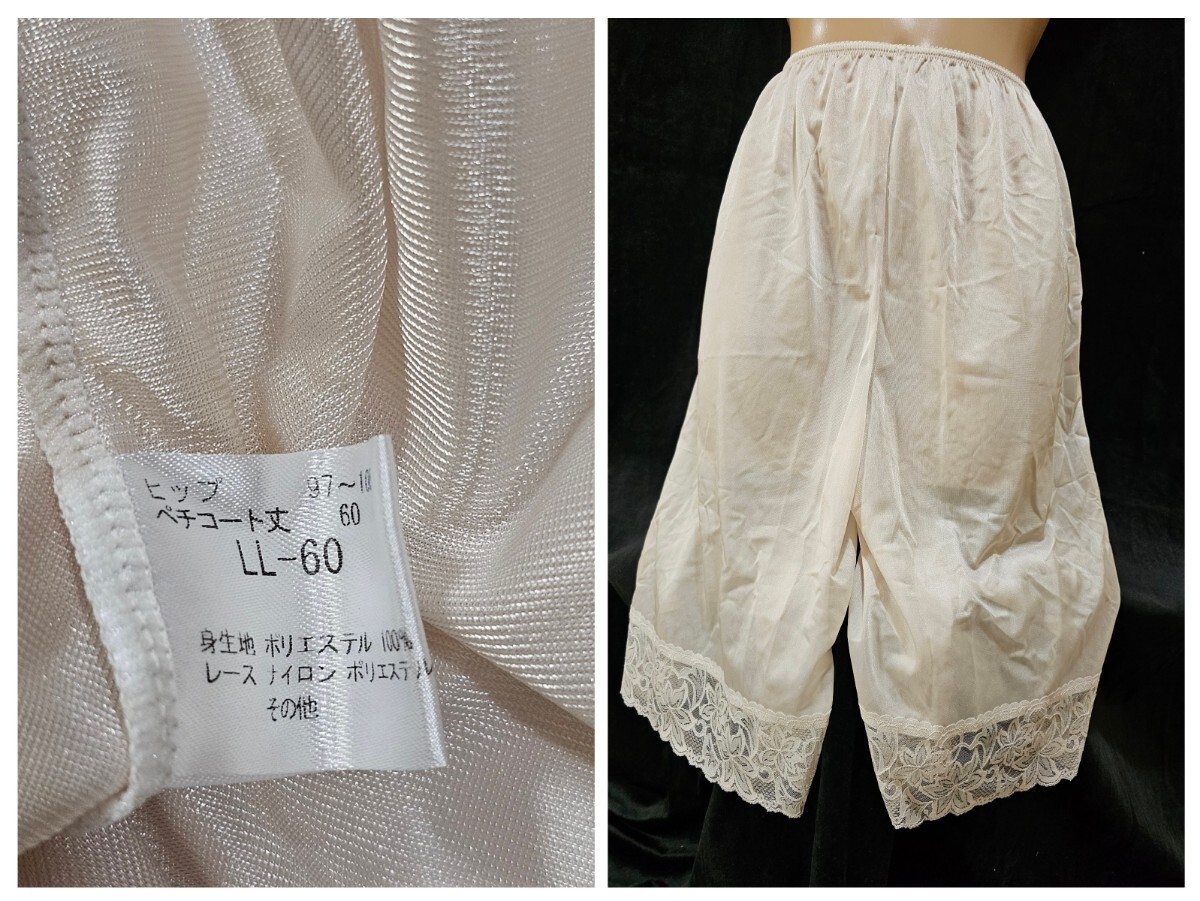 ヒップ 97～10
ペチコート丈 60
LL-60
身生地 ポリエステル 100%
レース ナイロン ポリエステル
その他